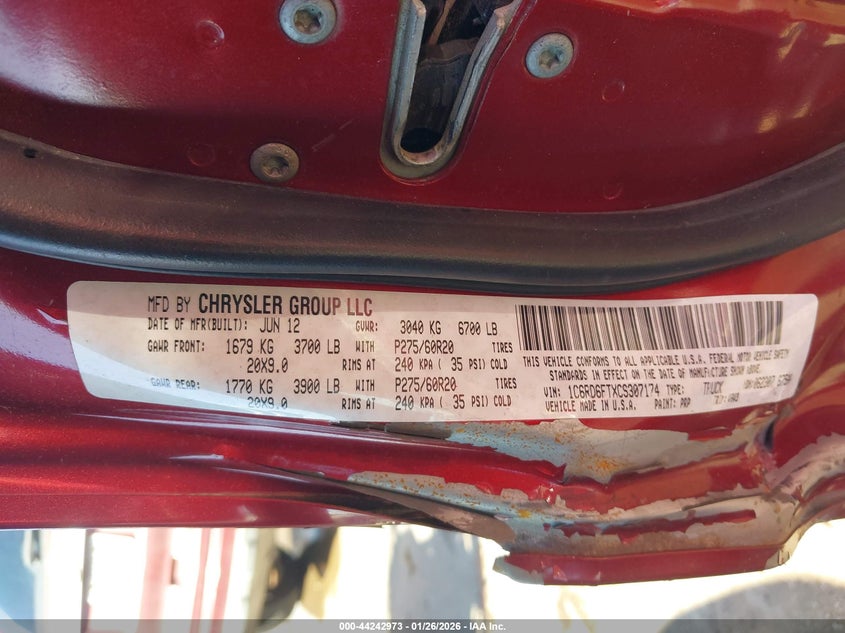 MFD BY CHRYSLER GROUP LLC
DATE OF MFR(BUILT): JUN 12 GVWR: 3040 KG 6700 LB
GAWR FRONT: 1679 KG 3700 LB WITH P275/60R20 TIRES
20X9.0 RIMS AT 240 KPA ( 35 PSI) COLD
GAWR REAR: 1770 KG 3900 LB WITH P275/60R20 TIRES
20X9.0 RIMS AT 240 KPA ( 35 PSI) COLD
THIS VEHICLE CONFORMS TO ALL APPLICABLE U.S.A. FEDERAL MOTOR VEHICLE SAFETY
STANDARDS IN EFFECT ON THE DATE OF MANUFACTURE SHOWN ABOVE.
VIN: 1C6RD6FTXCS307174 TYPE: TRUCK
VEHICLE MADE IN U.S.A. PAINT: PRP
000-44242973 - 01/26/2026 - IAA Inc.